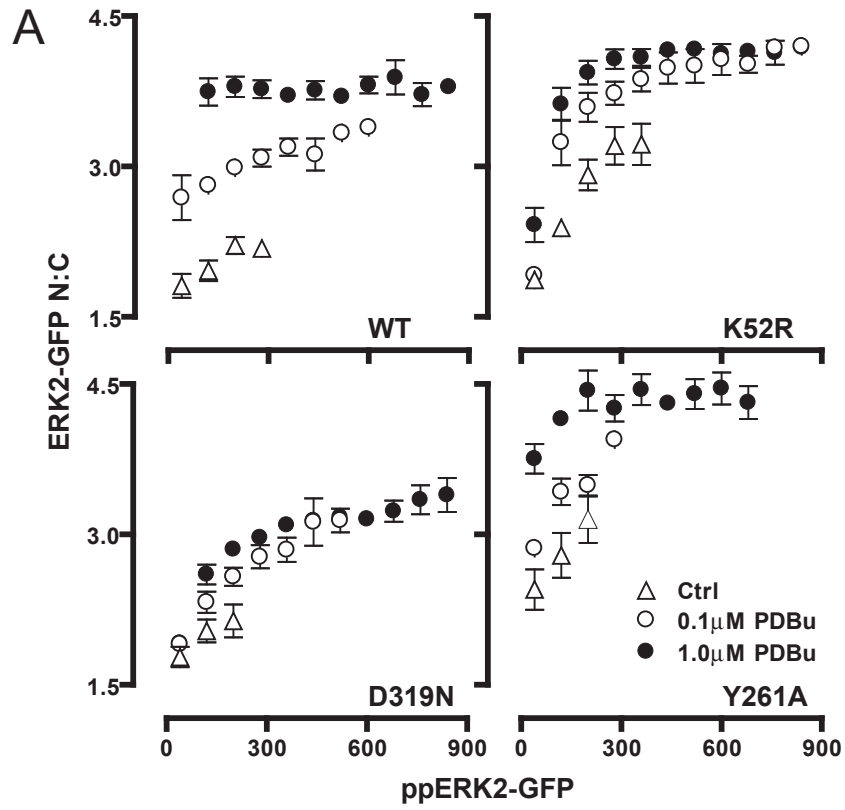 A
4.5
3.0
1.5
WT
K52R
ERK2-GFP N:C
4.5
3.0
1.5
Ctrl
0.1μM PDBu
1.0μM PDBu
D319N
Y261A
0 300 600 900 0 300 600 900
ppERK2-GFP